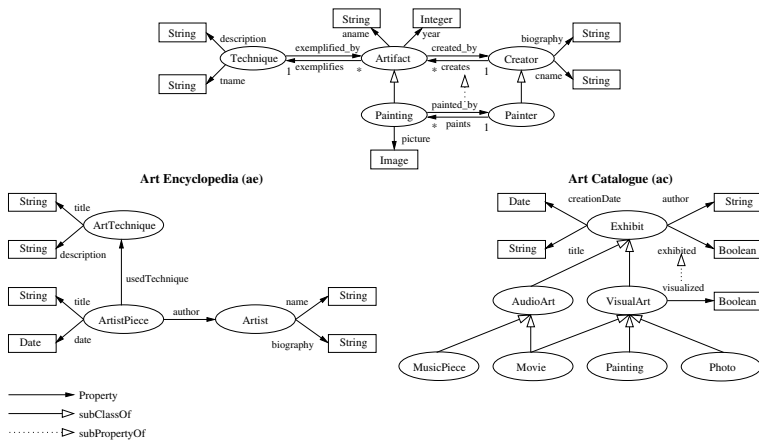 String
aname
Integer
year
String
description
Technique
exemplified_by
exemplifies
1
*
Artifact
created_by
creates
*
1
Creator
biography
String
cname
String
String
tname
Painting
painted_by
paints
*
1
Painter
picture
Image
Art Encyclopedia (ae)
String
title
ArtTechnique
String
description
usedTechnique
String
title
ArtistPiece
date
Date
author
Artist
name
String
biography
String
Art Catalogue (ac)
Date
creationDate
author
String
Exhibit
String
title
exhibited
Boolean
visualized
Boolean
AudioArt
VisualArt
MusicPiece
Movie
Painting
Photo
Property
subClassOf
subPropertyOf